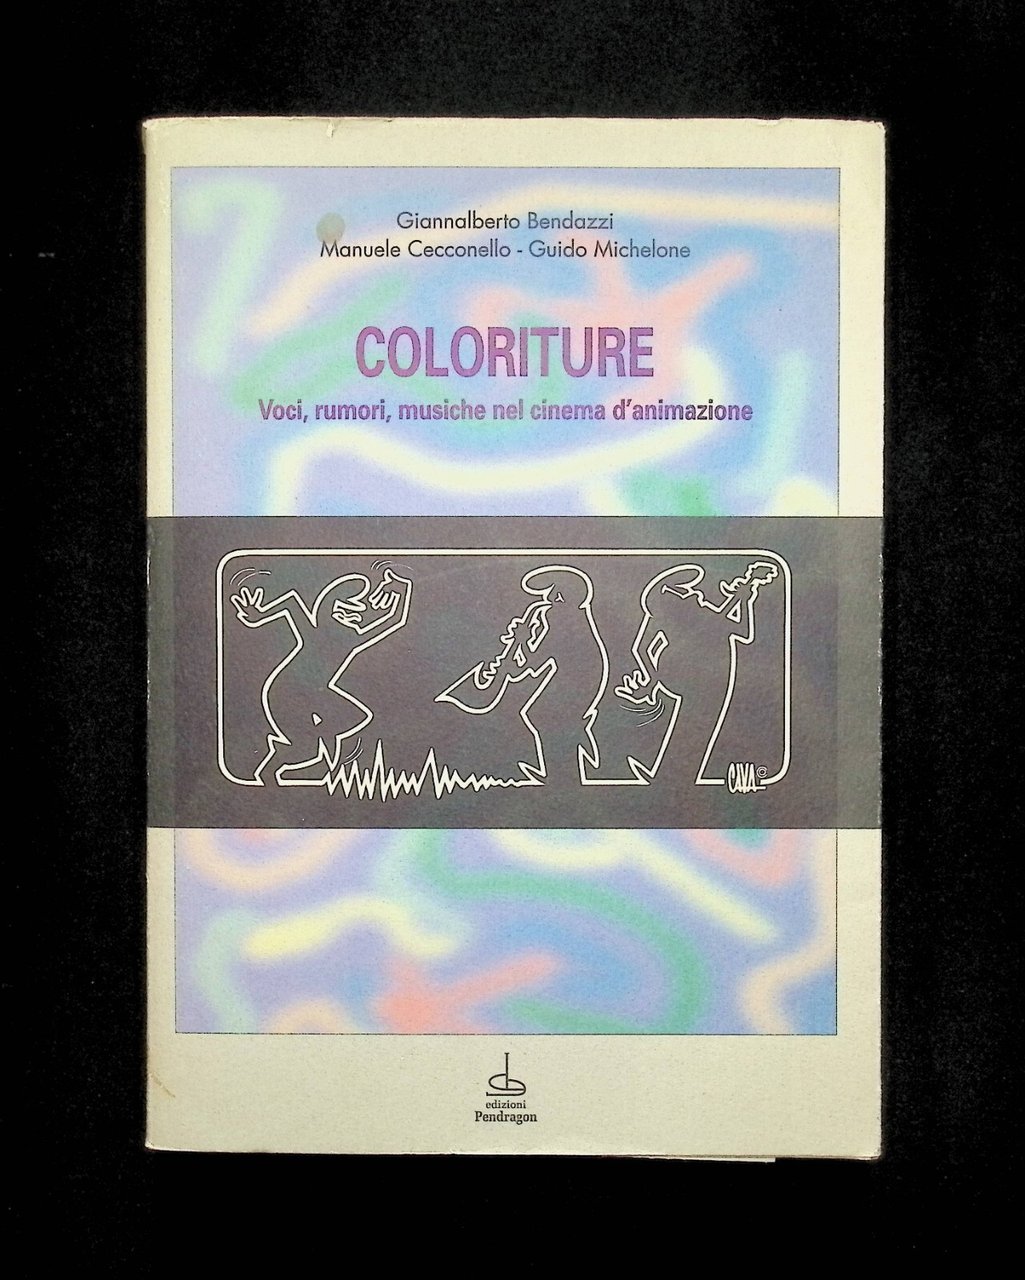 Giannalberto Bendazzi
Manuele Cecconello - Guido Michelone
COLORITURE
Voci, rumori, musiche nel cinema d'animazione
CAVA ©
edizioni
Pendragon